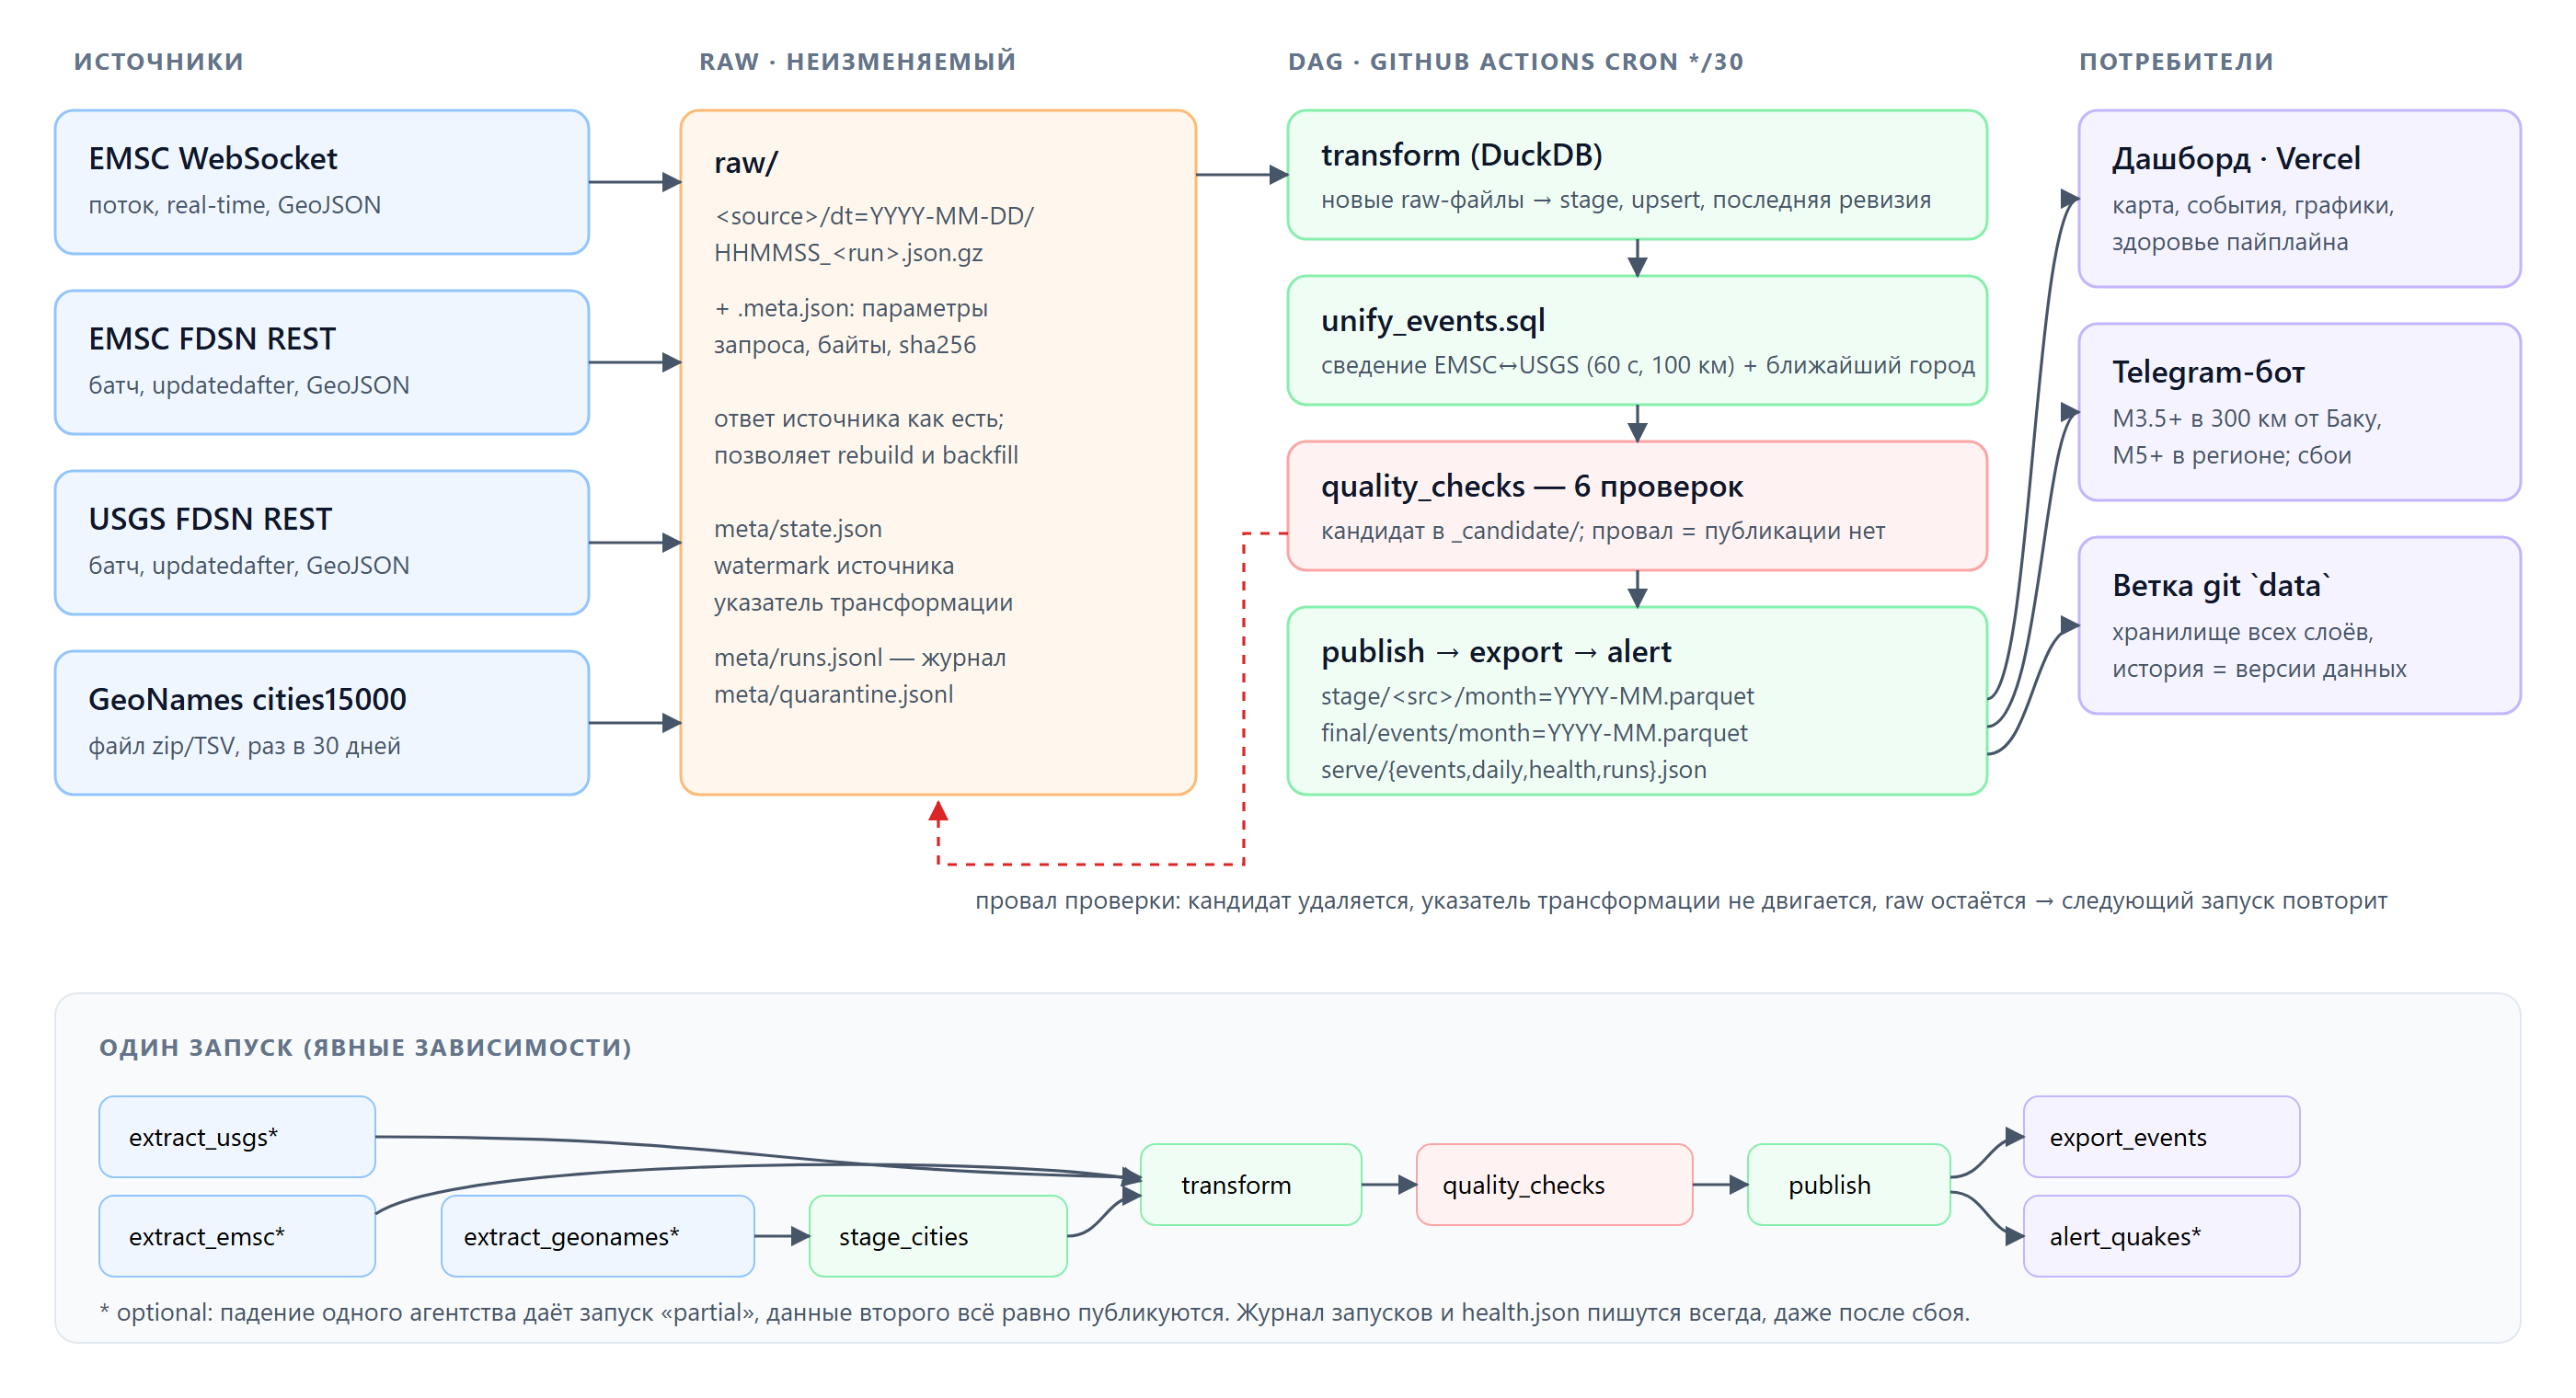 ИСТОЧНИКИ
EMSC WebSocket
поток, real-time, GeoJSON
EMSC FDSN REST
батч, updatedafter, GeoJSON
USGS FDSN REST
батч, updatedafter, GeoJSON
GeoNames cities15000
файл zip/TSV, раз в 30 дней
RAW · НЕИЗМЕНЯЕМЫЙ
raw/
<source>/dt=YYYY-MM-DD/
HHMMSS_<run>.json.gz
+ .meta.json: параметры
запроса, байты, sha256
ответ источника как есть;
позволяет rebuild и backfill
meta/state.json
watermark источника
указатель трансформации
meta/runs.jsonl — журнал
meta/quarantine.jsonl
DAG · GITHUB ACTIONS CRON */30
transform (DuckDB)
новые raw-файлы → stage, upsert, последняя ревизия
unify_events.sql
сведение EMSC↔USGS (60 с, 100 км) + ближайший город
quality_checks — 6 проверок
кандидат в _candidate/; провал = публикации нет
publish → export → alert
stage/<src>/month=YYYY-MM.parquet
final/events/month=YYYY-MM.parquet
serve/{events,daily,health,runs}.json
ПОТРЕБИТЕЛИ
Дашборд · Vercel
карта, события, графики,
здоровье пайплайна
Telegram-бот
M3.5+ в 300 км от Баку,
M5+ в регионе; сбои
Ветка git `data`
хранилище всех слоёв,
история = версии данных
провал проверки: кандидат удаляется, указатель трансформации не двигается, raw остаётся → следующий запуск повторит
ОДИН ЗАПУСК (ЯВНЫЕ ЗАВИСИМОСТИ)
extract_usgs*
extract_emsc*
extract_geonames*
stage_cities
transform
quality_checks
publish
export_events
alert_quakes*
* optional: падение одного агентства даёт запуск «partial», данные второго всё равно публикуются. Журнал запусков и health.json пишутся всегда, даже после сбоя.